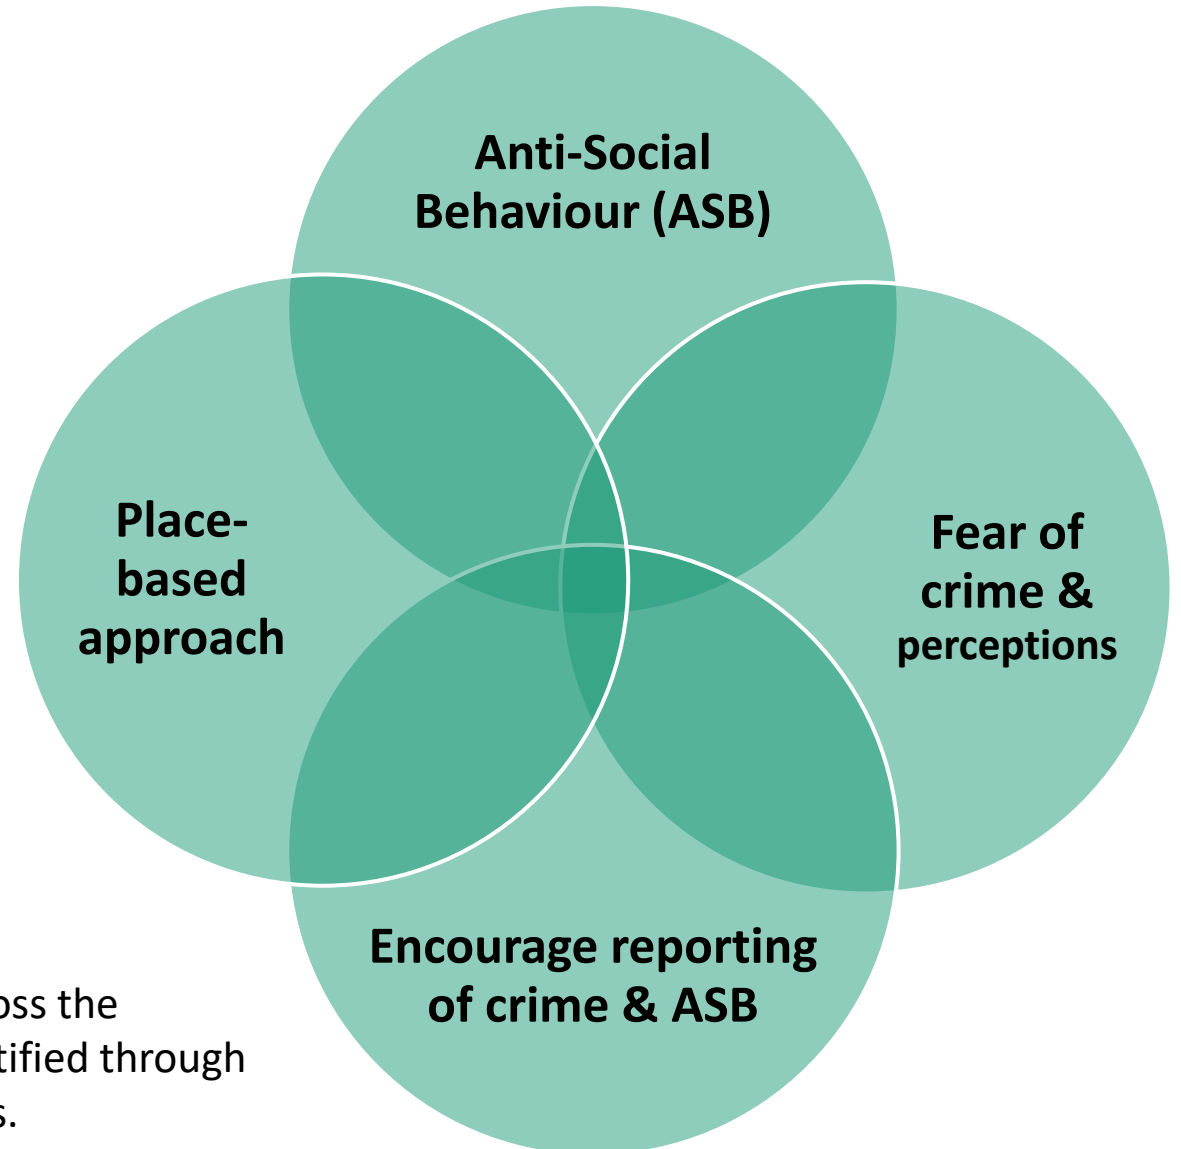 Anti-Social
Behaviour (ASB)
Place-
based
approach
Fear of
crime &
perceptions
Encourage reporting
of crime & ASB
oss the
tified through
s.